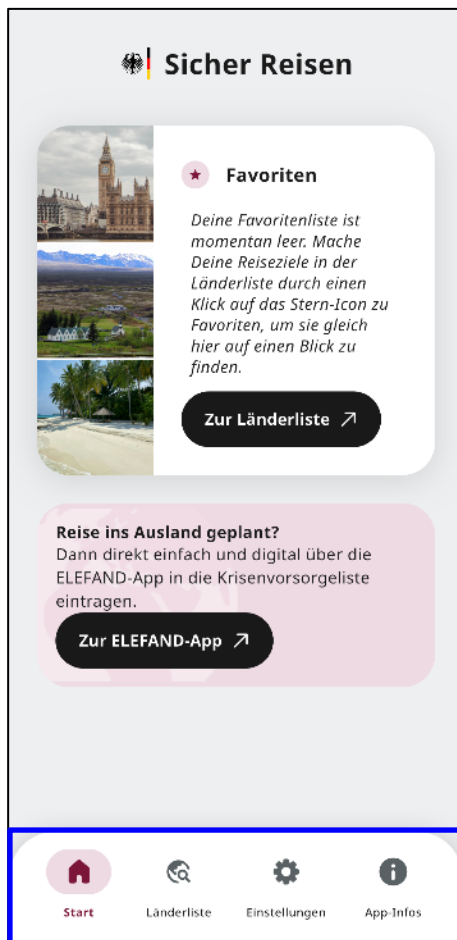 Sicher Reisen
Favoriten
Deine Favoritenliste ist
momentan leer. Mache
Deine Reiseziele in der
Länderliste durch einen
Klick auf das Stern-Icon zu
Favoriten, um sie gleich
hier auf einen Blick zu
finden.
Zur Länderliste
Reise ins Ausland geplant?
Dann direkt einfach und digital über die
ELEFAND-App in die Krisenvorsorgeliste
eintragen.
Zur ELEFAND-App
Start Länderliste Einstellungen App-Infos